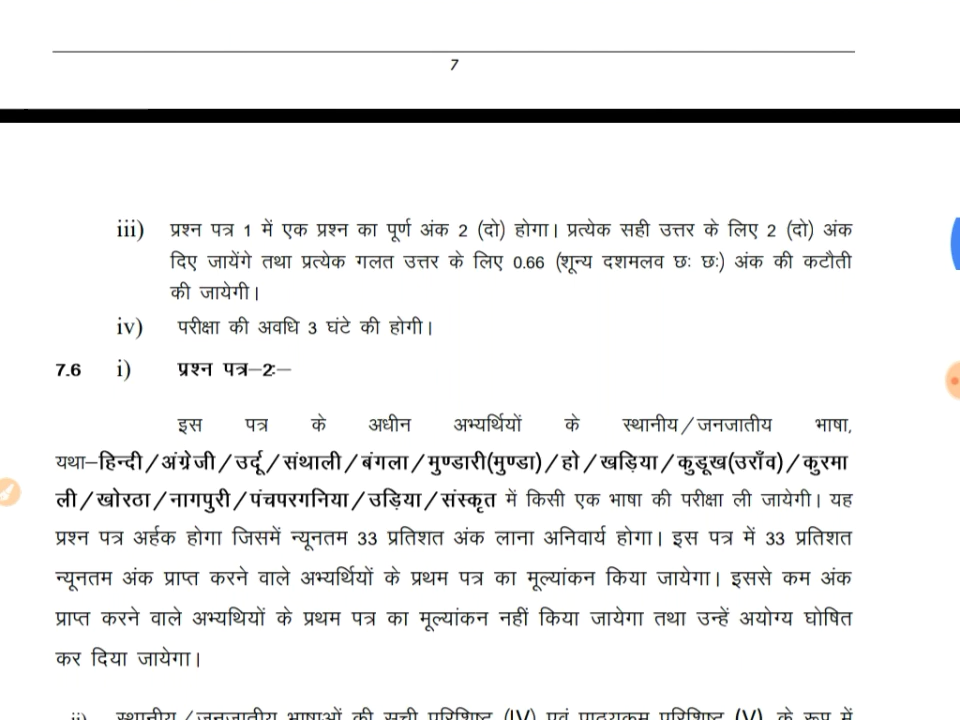 7
iii) प्रश्न पत्र 1 में एक प्रश्न का पूर्ण अंक 2 (दो) होगा। प्रत्येक सही उत्तर के लिए 2 (दो) अंक
दिए जायेंगे तथा प्रत्येक गलत उत्तर के लिए 0.66 (शून्य दशमलव छः छः) अंक की कटौती
की जायेगी।
iv) परीक्षा की अवधि 3 घंटे की होगी।
7.6 i) प्रश्न पत्र–2:–
इस पत्र के अधीन अभ्यर्थियों के स्थानीय/जनजातीय भाषा,
यथा–हिन्दी/अंग्रेजी/उर्दू/संथाली/बंगला/मुण्डारी(मुण्डा)/हो/खड़िया/कुडूख(उराँव)/कुरमा
ली/खोरठा/नागपुरी/पंचपरगनिया/उड़िया/संस्कृत में किसी एक भाषा की परीक्षा ली जायेगी। यह
प्रश्न पत्र अर्हक होगा जिसमें न्यूनतम 33 प्रतिशत अंक लाना अनिवार्य होगा। इस पत्र में 33 प्रतिशत
न्यूनतम अंक प्राप्त करने वाले अभ्यर्थियों के प्रथम पत्र का मूल्यांकन किया जायेगा। इससे कम अंक
प्राप्त करने वाले अभ्यथियों के प्रथम पत्र का मूल्यांकन नहीं किया जायेगा तथा उन्हें अयोग्य घोषित
कर दिया जायेगा।
ii) स्थानीय/जनजातीय भाषाओं की सूची परिशिष्ट (IV) एवं पाठ्यक्रम परिशिष्ट (V) के रूप में